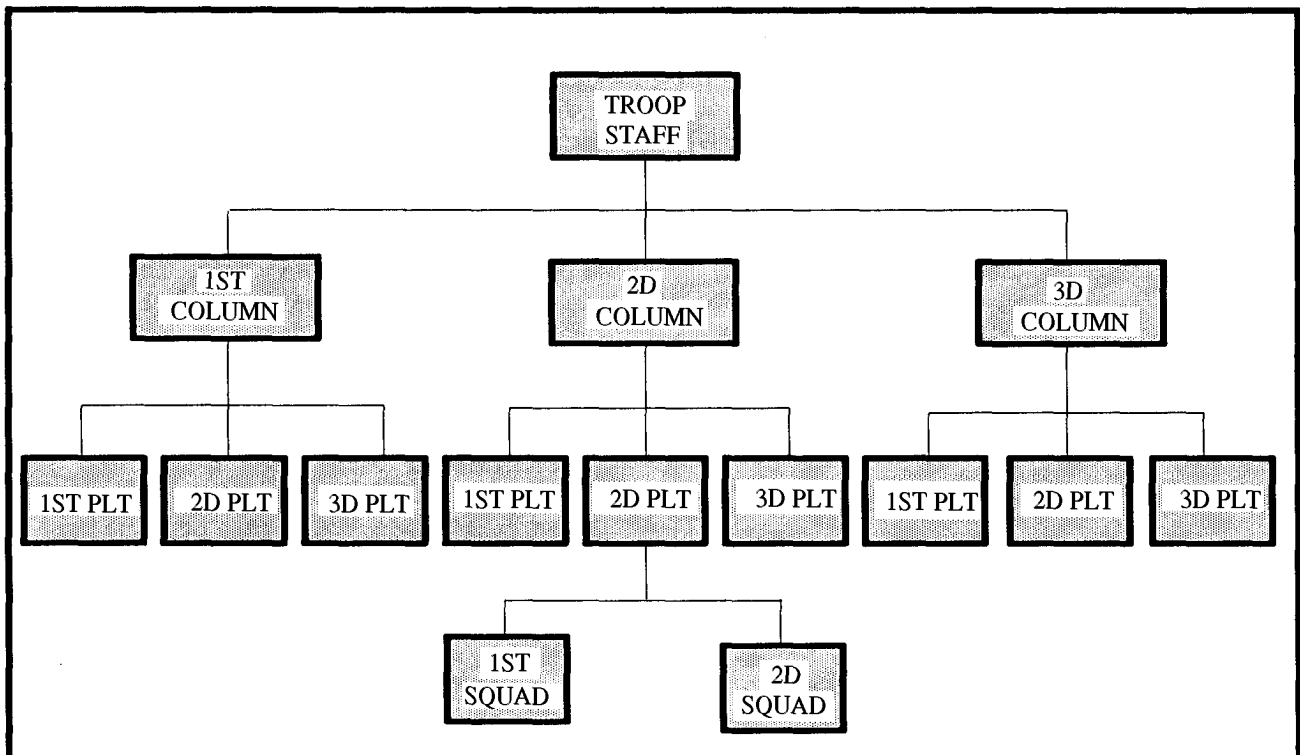 TROOP
STAFF
1ST
COLUMN
2D
COLUMN
3D
COLUMN
1ST PLT
2D PLT
3D PLT
1ST PLT
2D PLT
3D PLT
1ST PLT
2D PLT
3D PLT
1ST
SQUAD
2D
SQUAD